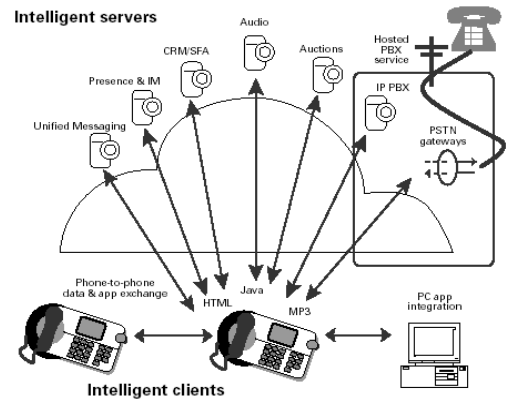 Intelligent servers
Audio
Hosted
PBX
service
CRM/SFA
Auctions
Presence & IM
IP PBX
Unified Messaging
PSTN
gateways
Phone-to-phone
data & app exchange
HTML
Java
MP3
PC app
integration
Intelligent clients